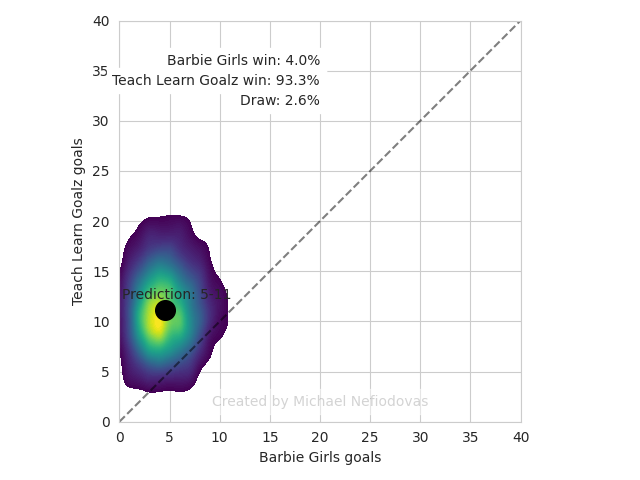 40
35
30
25
20
15
10
5
0
Teach Learn Goalz goals
Barbie Girls win: 4.0%
Teach Learn Goalz win: 93.3%
Draw: 2.6%
Prediction: 5-11
Created by Michael Nefiodovas
0 5 10 15 20 25 30 35 40
Barbie Girls goals